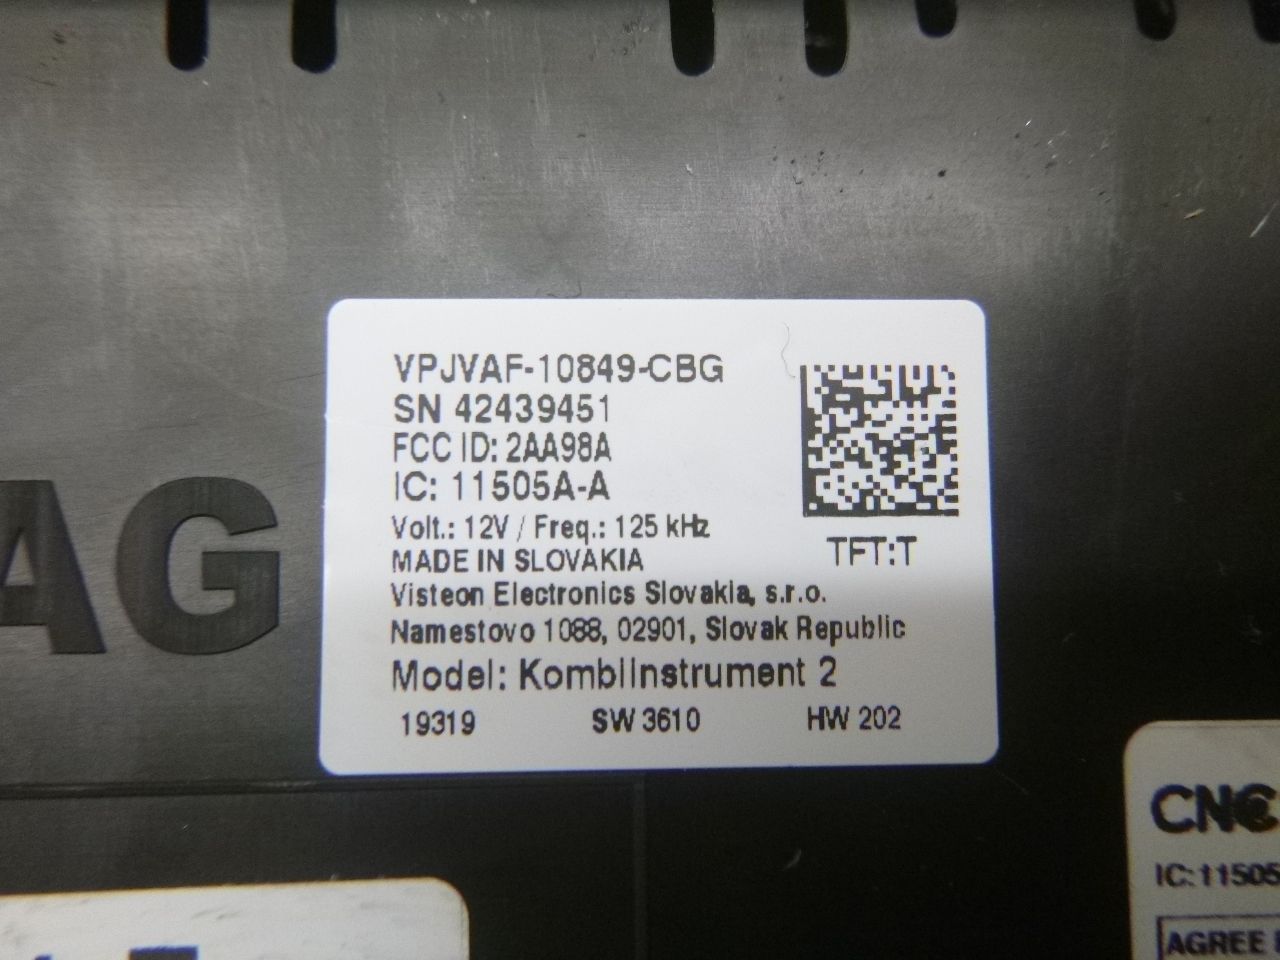 VPJVAF-10849-CBG
SN 42439451
FCC ID: 2AA98A
IC: 11505A-A
Volt.: 12V / Freq.: 125 kHz
TFT:T
MADE IN SLOVAKIA
Visteon Electronics Slovakia, s.r.o.
Namestovo 1088, 02901, Slovak Republic
Model: KombiInstrument 2
19319 SW 3610 HW 202
AG
CNC
IC:11505
AGREE